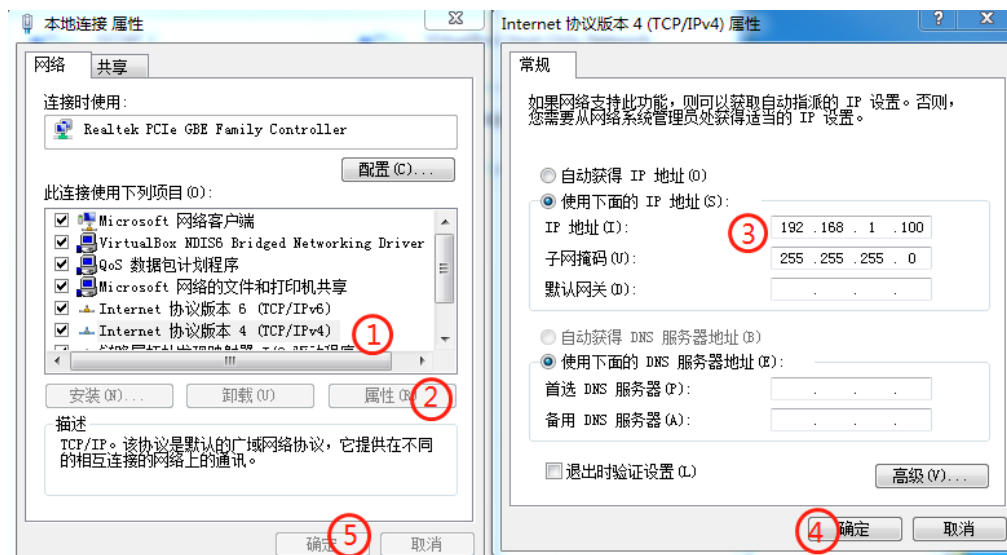 本地连接 属性
网络
共享
连接时使用:
Realtek PCIe GBE Family Controller
配置(C)...
此连接使用下列项目(O):
Microsoft 网络客户端
VirtualBox NDIS6 Bridged Networking Driver
QoS 数据包计划程序
Microsoft 网络的文件和打印机共享
Internet 协议版本 6 (TCP/IPv6)
Internet 协议版本 4 (TCP/IPv4)
①
安装(N)...
卸载(U)
属性(R)
②
描述
TCP/IP。该协议是默认的广域网络协议，它提供在不同
的相互连接的网络上的通讯。
确定
⑤
取消
Internet 协议版本 4 (TCP/IPv4) 属性
?
常规
如果网络支持此功能，则可以获取自动指派的 IP 设置。否则，
您需要从网络系统管理员处获得适当的 IP 设置。
自动获得 IP 地址(O)
使用下面的 IP 地址(S):
IP 地址(I):
③
192 .168 . 1 .100
子网掩码(U):
255 .255 .255 . 0
默认网关(D):
. . .
自动获得 DNS 服务器地址(B)
使用下面的 DNS 服务器地址(E):
首选 DNS 服务器(P):
. . .
备用 DNS 服务器(A):
. . .
退出时验证设置(L)
高级(V)...
④
确定
取消